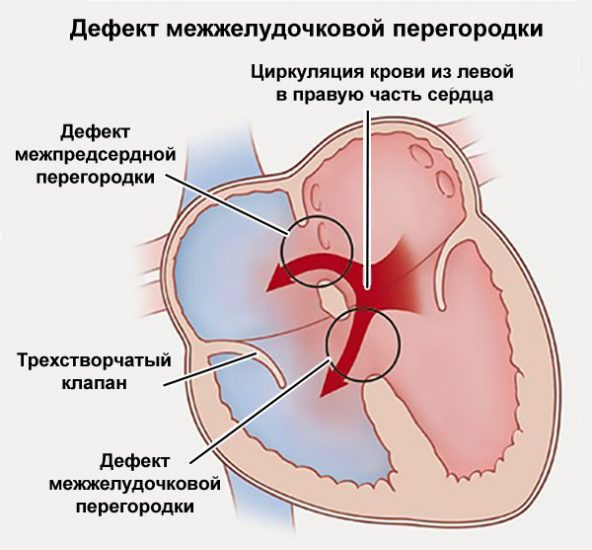 Дефект межжелудочковой перегородки
Циркуляция крови из левой
в правую часть сердца
Дефект
межпредсердной
перегородки
Трехстворчатый
клапан
Дефект
межжелудочковой
перегородки